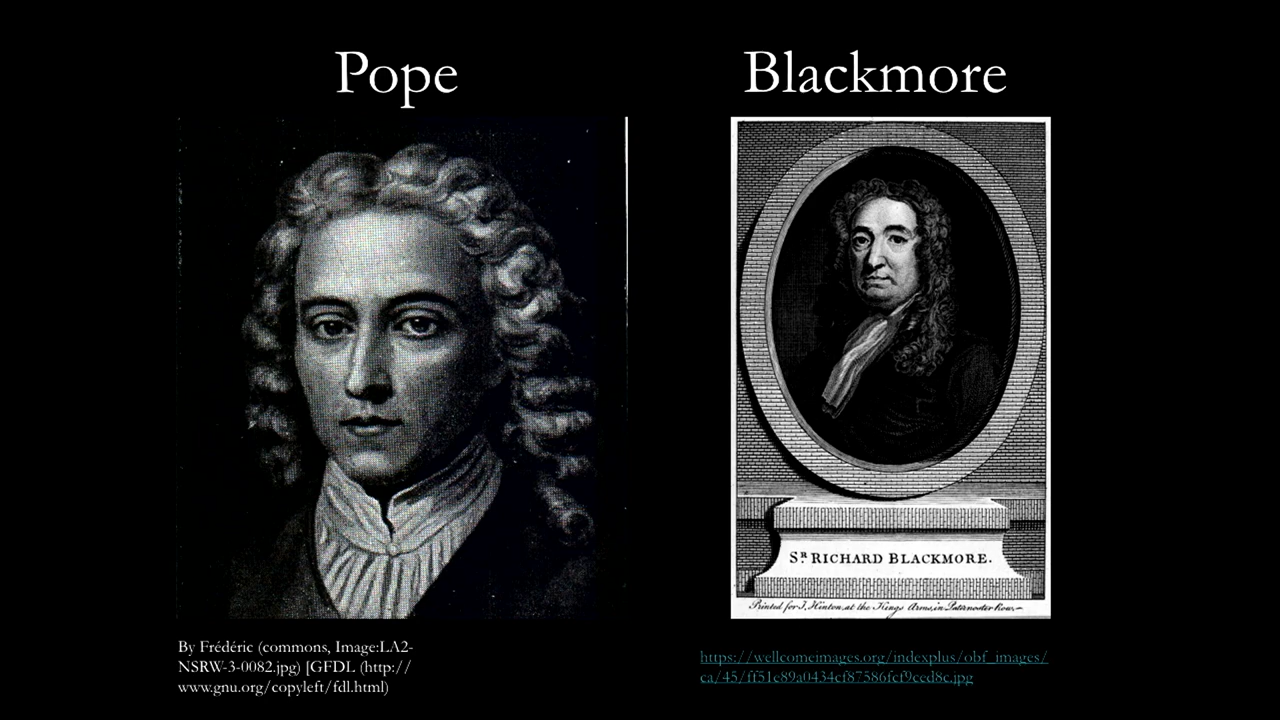 Pope
Blackmore
SR. RICHARD BLACKMORE.
Printed for J. Hinton, at the Kings Arms, in Paternoster Row.
By Frédéric (commons, Image:LA2-
NSRW-3-0082.jpg) [GFDL (http://
www.gnu.org/copyleft/fdl.html)
https://wellcomeimages.org/indexplus/obf_images/
ca/45/ff51e89a0434cf87586fcf9ced8c.jpg